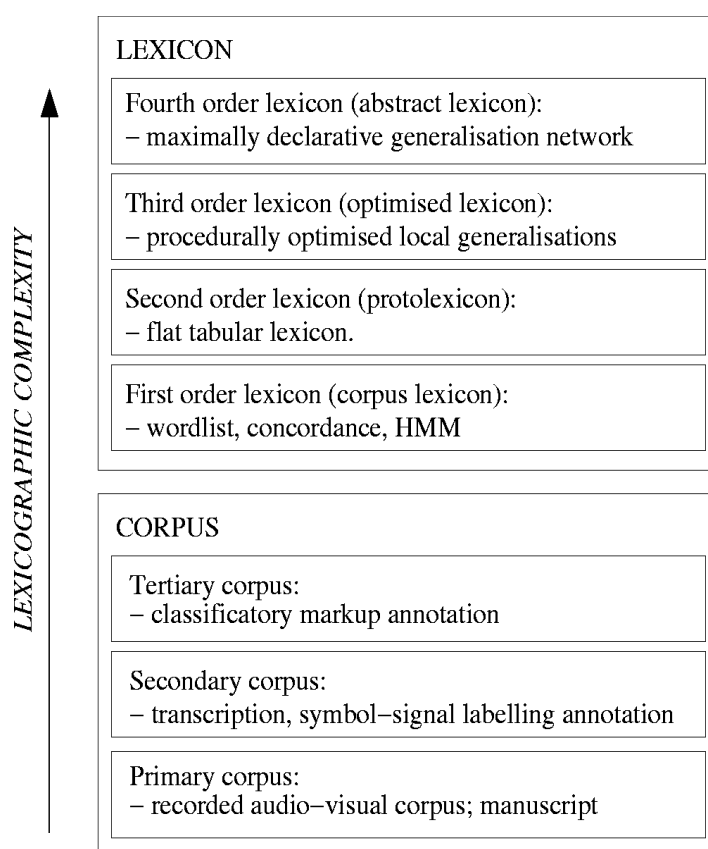 LEXICON
Fourth order lexicon (abstract lexicon):
− maximally declarative generalisation network
Third order lexicon (optimised lexicon):
− procedurally optimised local generalisations
Second order lexicon (protolexicon):
− flat tabular lexicon.
First order lexicon (corpus lexicon):
− wordlist, concordance, HMM
LEXICOGRAPHIC COMPLEXITY
CORPUS
Tertiary corpus:
− classificatory markup annotation
Secondary corpus:
− transcription, symbol−signal labelling annotation
Primary corpus:
− recorded audio−visual corpus; manuscript